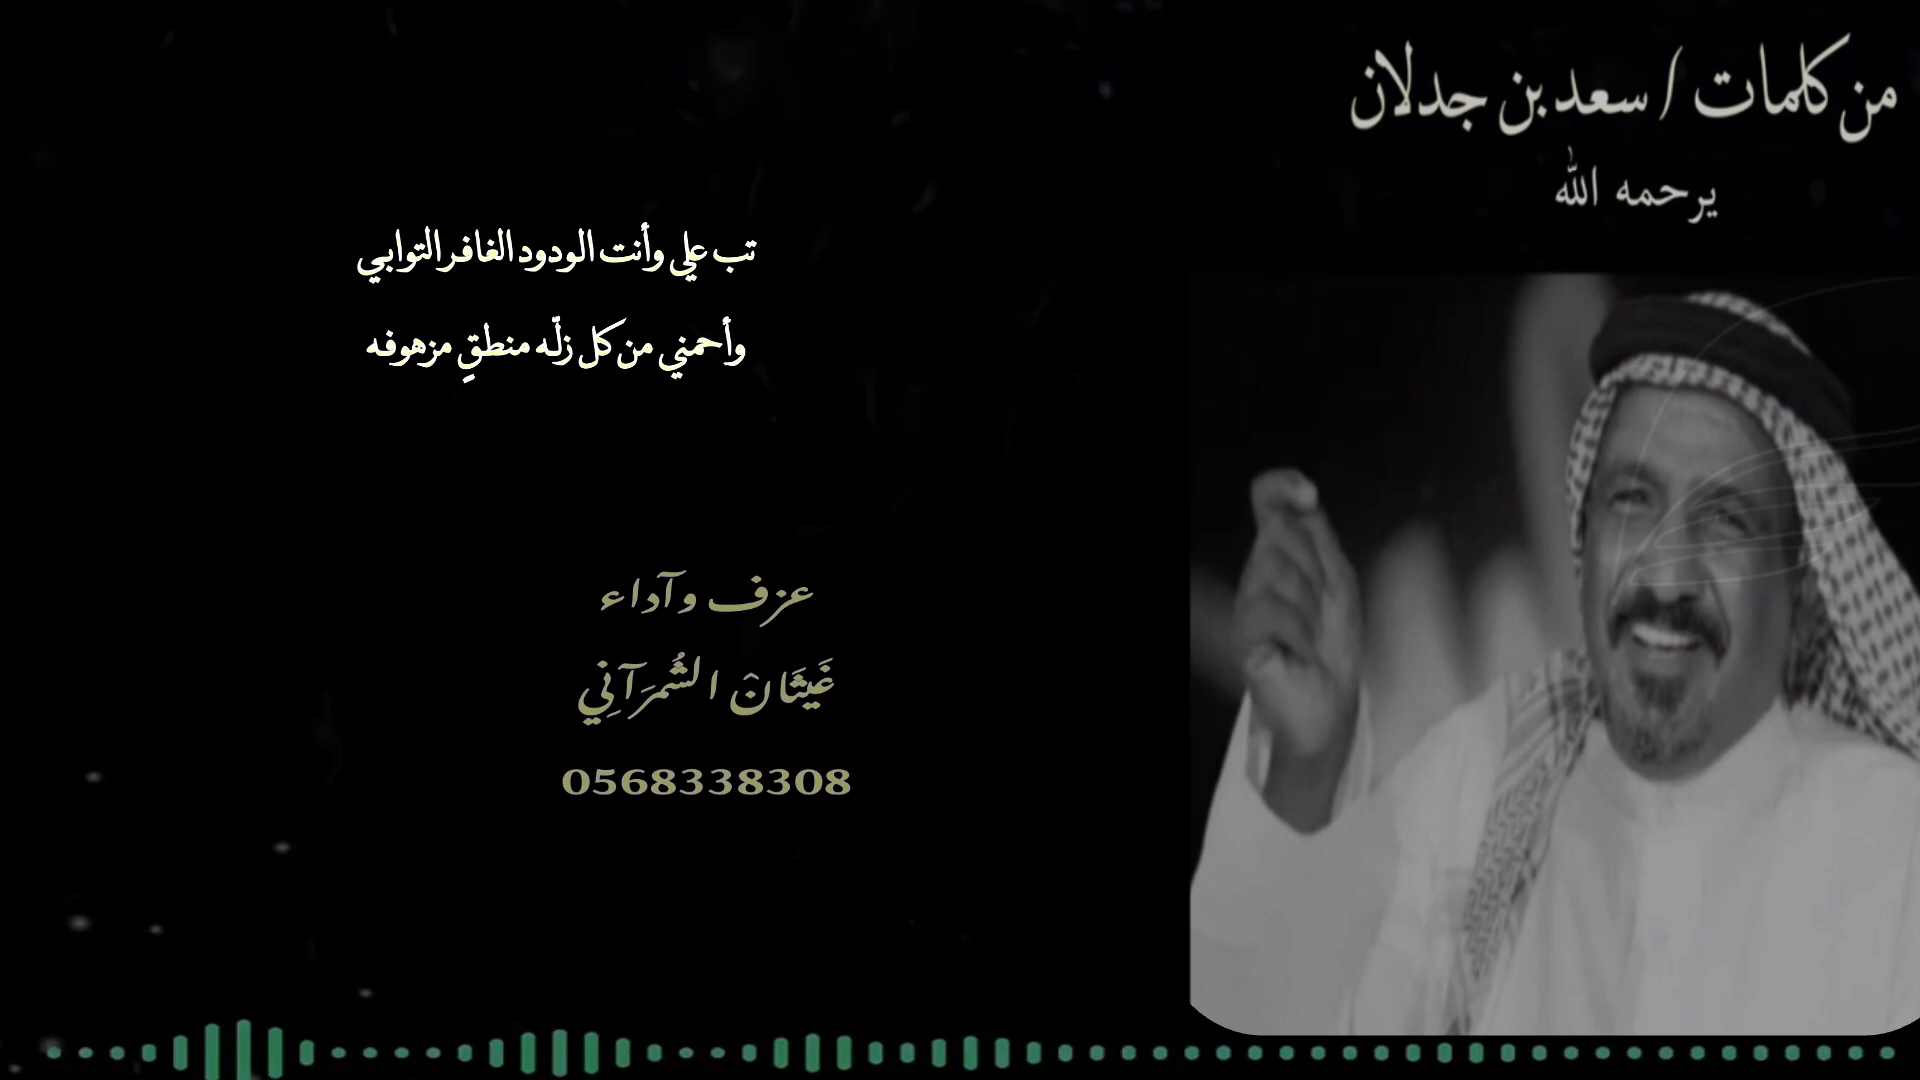 من كلمات / سعد بن جدلان
يرحمه الله
تب علي وأنت الودود الغافر التوابي
وأحمني من كل زلّه منطقٍ مزهوفه
عزف وآداء
غَيثَانَ الشُمرَآنِي
0568338308